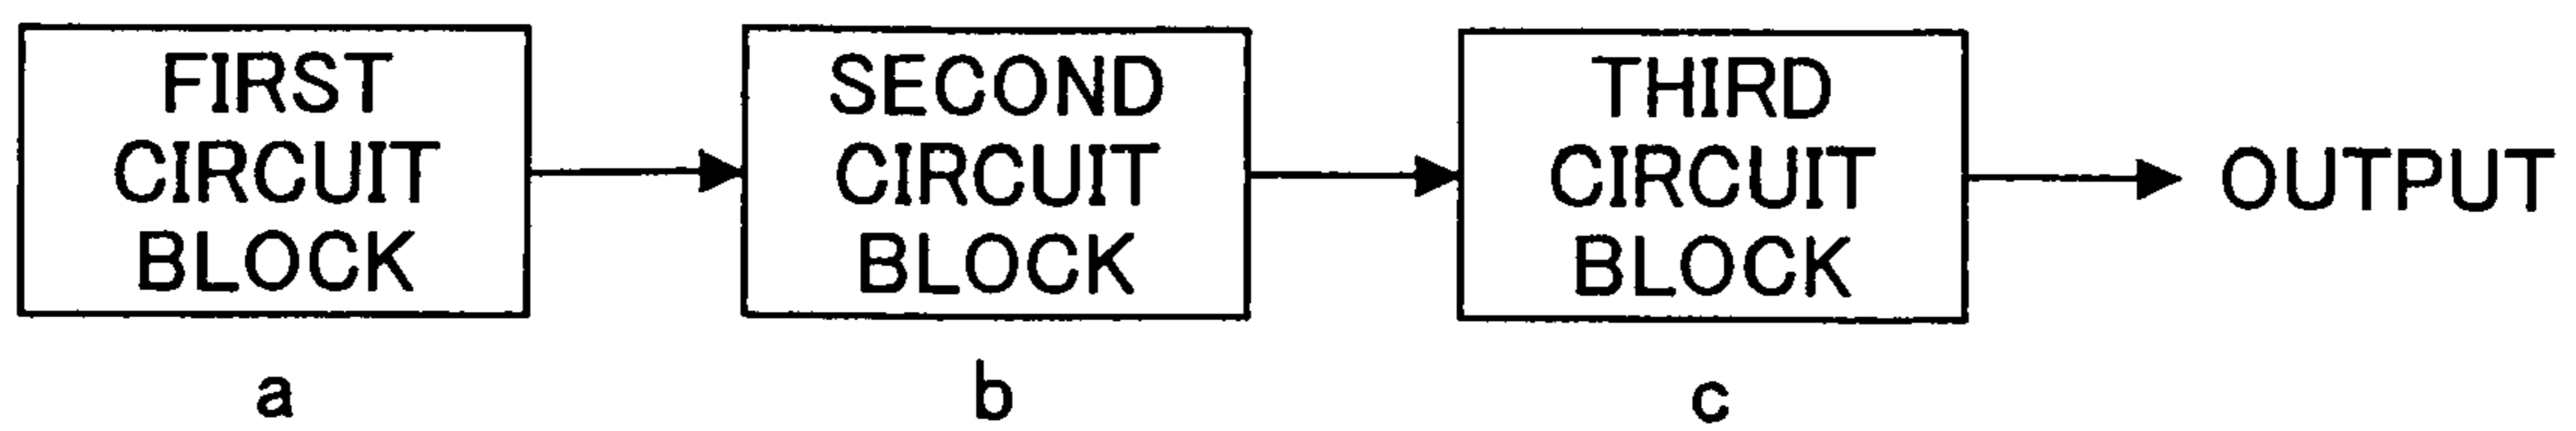 FIRST
CIRCUIT
BLOCK
a
SECOND
CIRCUIT
BLOCK
b
THIRD
CIRCUIT
BLOCK
c
OUTPUT